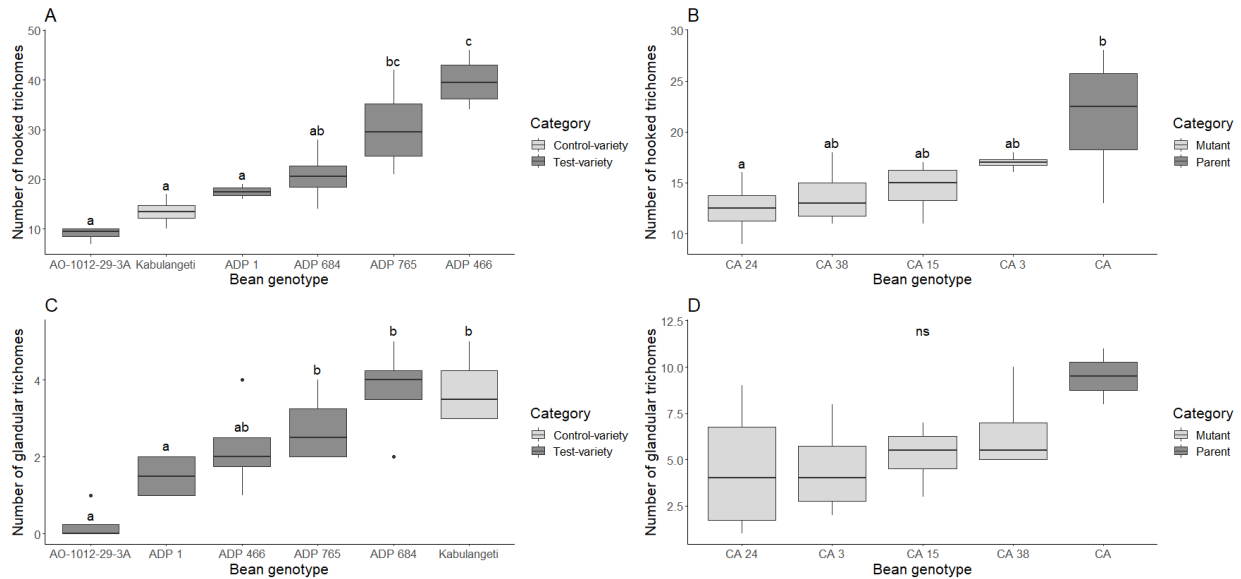 A
Number of hooked trichomes
50
40
30
20
10
a
a
a
ab
bc
c
AO-1012-29-3A Kabulangeti ADP 1 ADP 684 ADP 765 ADP 466
Bean genotype
Category
Control-variety
Test-variety
B
Number of hooked trichomes
30
25
20
15
10
a
ab
ab
ab
b
CA 24 CA 38 CA 15 CA 3 CA
Bean genotype
Category
Mutant
Parent
C
Number of glandular trichomes
4
2
0
a
a
ab
b
b
b
AO-1012-29-3A ADP 1 ADP 466 ADP 765 ADP 684 Kabulangeti
Bean genotype
Category
Control-variety
Test-variety
D
Number of glandular trichomes
12.5
10.0
7.5
5.0
2.5
ns
CA 24 CA 3 CA 15 CA 38 CA
Bean genotype
Category
Mutant
Parent